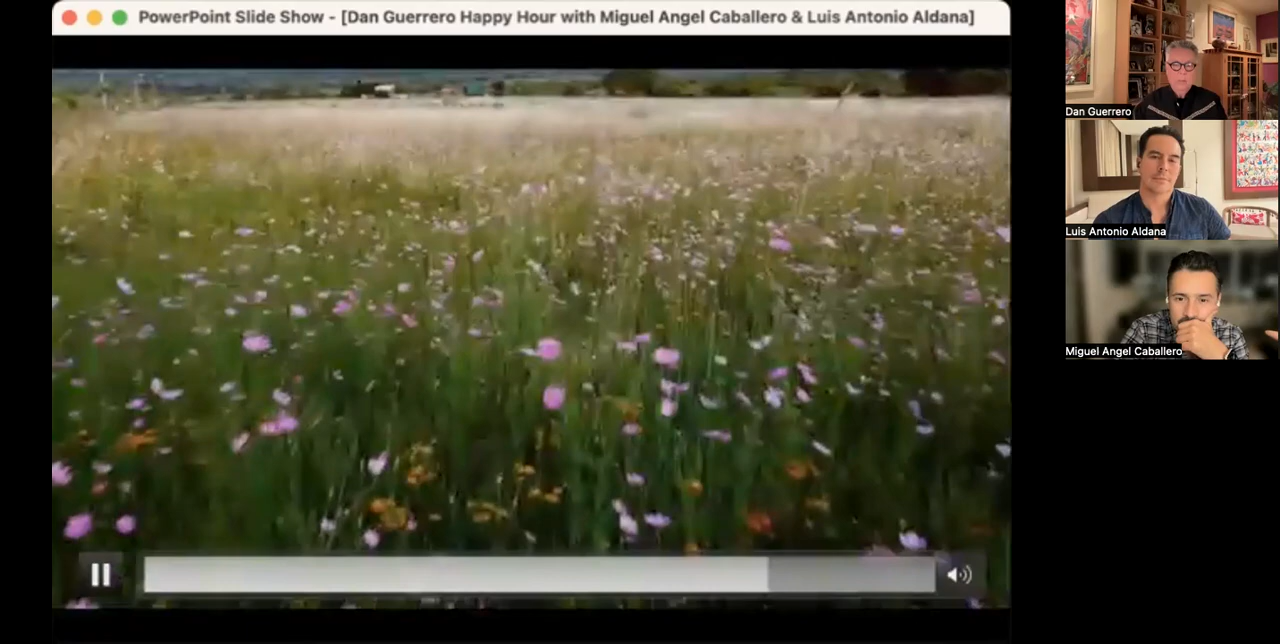 PowerPoint Slide Show - [Dan Guerrero Happy Hour with Miguel Angel Caballero & Luis Antonio Aldana]
Dan Guerrero
Luis Antonio Aldana
Miguel Angel Caballero